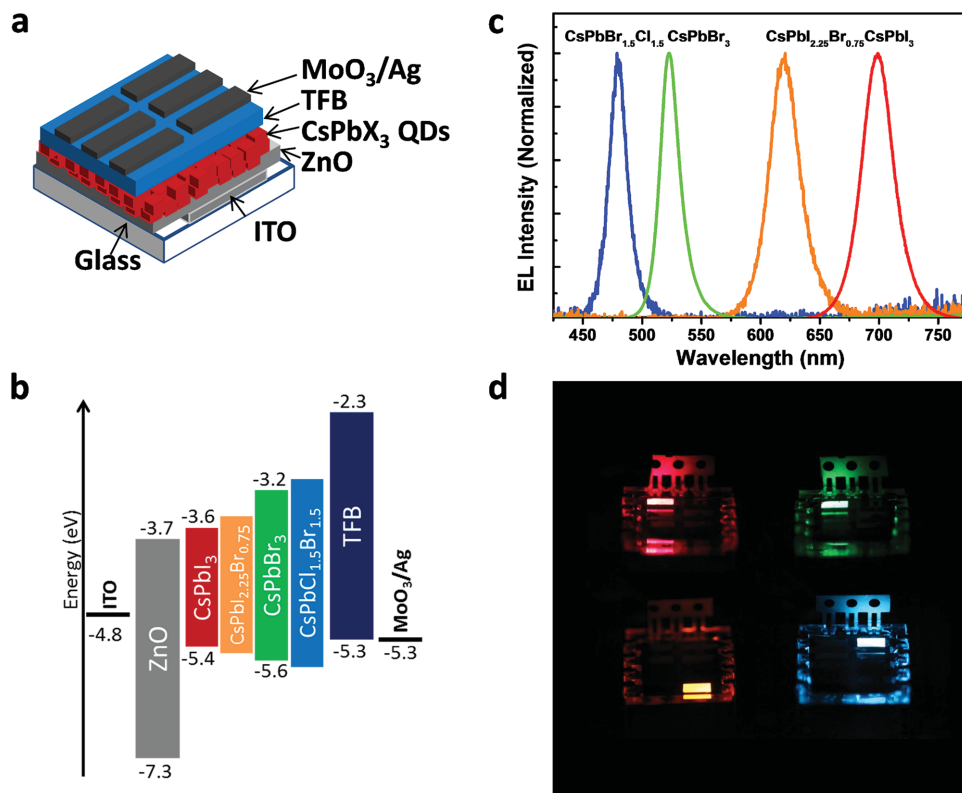 a
MoO₃/Ag
TFB
CsPbX₃ QDs
ZnO
ITO
Glass
b
Energy (eV)
ITO
-4.8
-3.7
ZnO
-7.3
-3.6
CsPbI₃
-5.4
CsPbI₂.₂₅Br₀.₇₅
-3.2
CsPbBr₃
-5.6
CsPbCl₁.₅Br₁.₅
-2.3
TFB
-5.3
MoO₃/Ag
-5.3
c
CsPbBr₁.₅Cl₁.₅ CsPbBr₃ CsPbI₂.₂₅Br₀.₇₅CsPbI₃
EL Intensity (Normalized)
450 500 550 600 650 700 750
Wavelength (nm)
d